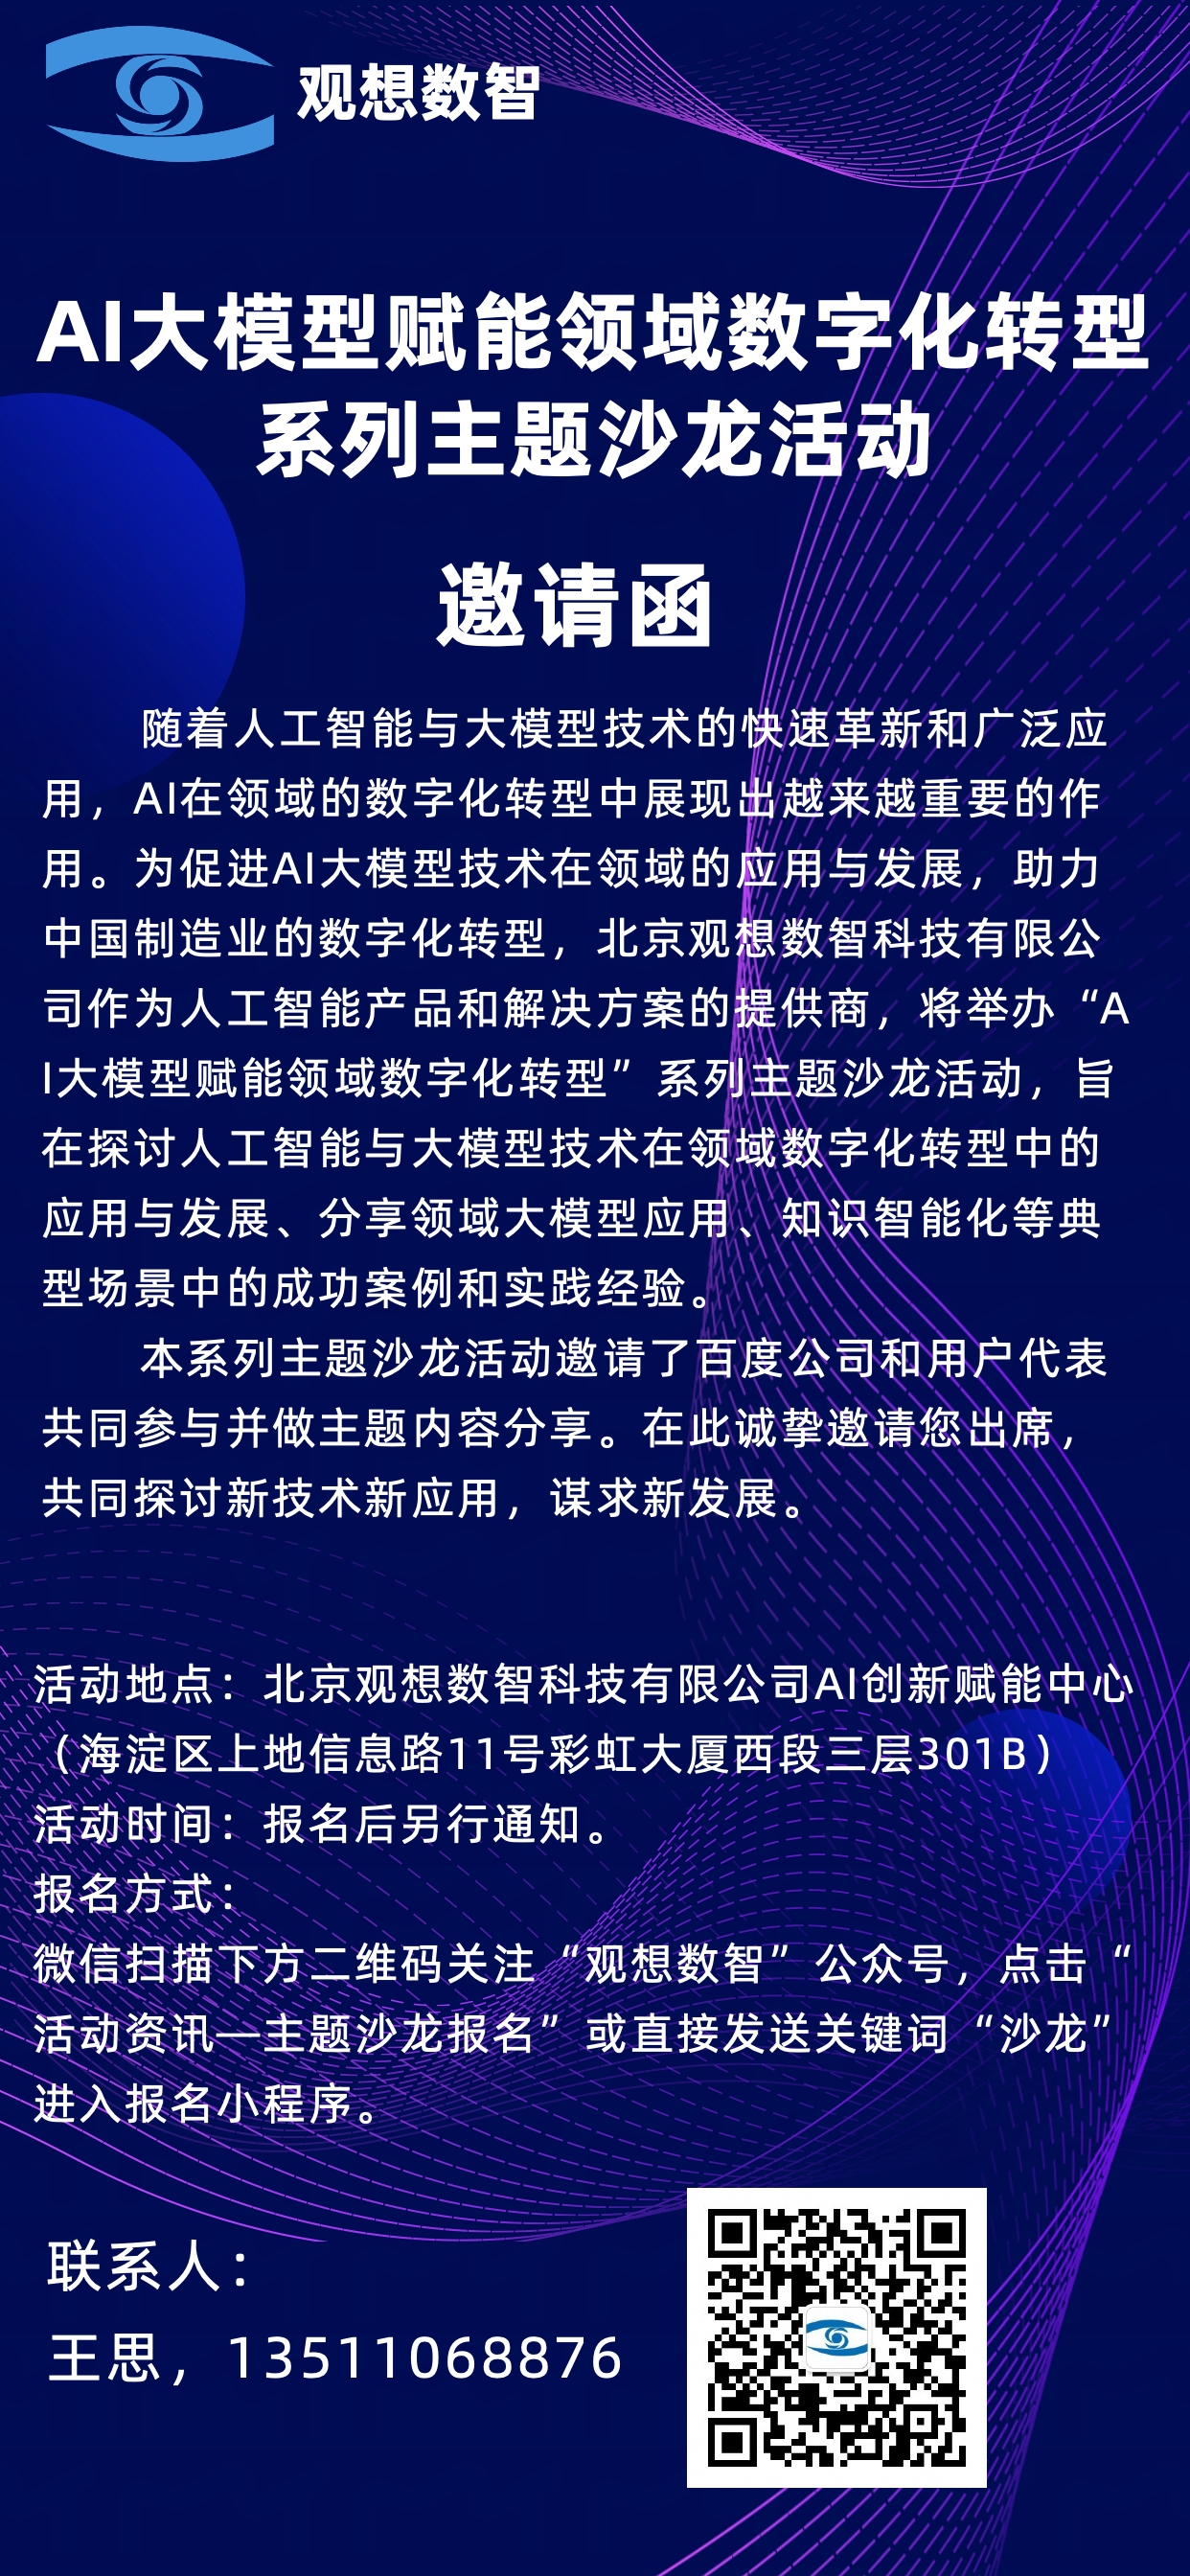 观想数智
AI大模型赋能领域数字化转型
系列主题沙龙活动
邀请函
随着人工智能与大模型技术的快速革新和广泛应
用，AI在领域的数字化转型中展现出越来越重要的作
用。为促进AI大模型技术在领域的应用与发展，助力
中国制造业的数字化转型，北京观想数智科技有限公
司作为人工智能产品和解决方案的提供商，将举办“A
I大模型赋能领域数字化转型”系列主题沙龙活动，旨
在探讨人工智能与大模型技术在领域数字化转型中的
应用与发展、分享领域大模型应用、知识智能化等典
型场景中的成功案例和实践经验。
本系列主题沙龙活动邀请了百度公司和用户代表
共同参与并做主题内容分享。在此诚挚邀请您出席，
共同探讨新技术新应用，谋求新发展。
活动地点：北京观想数智科技有限公司AI创新赋能中心
（海淀区上地信息路11号彩虹大厦西段三层301B）
活动时间：报名后另行通知。
报名方式：
微信扫描下方二维码关注“观想数智”公众号，点击“
活动资讯—主题沙龙报名”或直接发送关键词“沙龙”
进入报名小程序。
联系人：
王思，13511068876